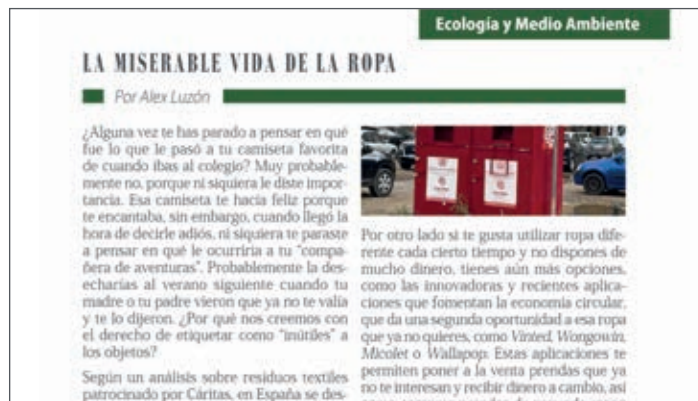 Ecología y Medio Ambiente
LA MISERABLE VIDA DE LA ROPA
Por Alex Luzón
¿Alguna vez te has parado a pensar en qué
fue lo que le pasó a tu camiseta favorita
de cuando ibas al colegio? Muy probable-
mente no, porque ni siquiera le diste impor-
tancia. Esa camiseta te hacía feliz porque
te encantaba, sin embargo, cuando llegó la
hora de decirle adiós, ni siquiera te paraste
a pensar en qué le ocurriría a tu "compa-
ñera de aventuras". Probablemente la des-
echarías al verano siguiente cuando tu
madre o tu padre vieron que ya no te valía
y te lo dijeron. ¿Por qué nos creemos con
el derecho de etiquetar como "inútiles" a
los objetos?
Según un análisis sobre residuos textiles
patrocinado por Cáritas, en España se des-
Por otro lado si te gusta utilizar ropa dife-
rente cada cierto tiempo y no dispones de
mucho dinero, tienes aún más opciones,
como las innovadoras y recientes aplica-
ciones que fomentan la economía circular,
que da una segunda oportunidad a esa ropa
que ya no quieres, como Vinted, Wongowin,
Micolet o Wallapop. Estas aplicaciones te
permiten poner a la venta prendas que ya
no te interesan y recibir dinero a cambio, así